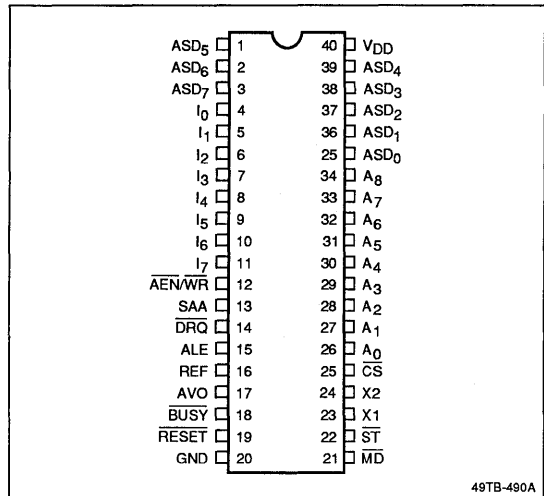 ASD5 1 40 VDD
ASD6 2 39 ASD4
ASD7 3 38 ASD3
I0 4 37 ASD2
I1 5 36 ASD1
I2 6 25 ASD0
I3 7 34 A8
I4 8 33 A7
I5 9 32 A6
I6 10 31 A5
I7 11 30 A4
AEN/WR 12 29 A3
SAA 13 28 A2
DRQ 14 27 A1
ALE 15 26 A0
REF 16 25 CS
AVO 17 24 X2
BUSY 18 23 X1
RESET 19 22 ST
GND 20 21 MD
49TB-490A